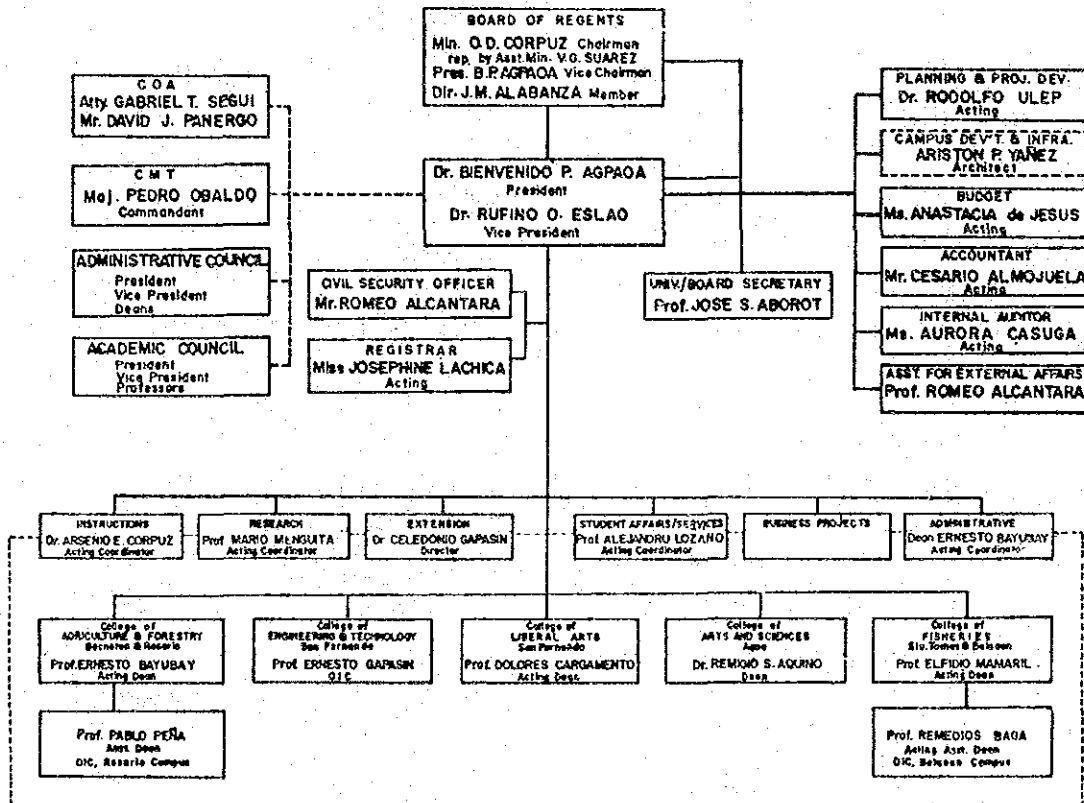 BOARD OF REGENTS
Min. O.D. CORPUZ Chairman
rep. by Asst. Min. V.G. SUAREZ
Pres. B.P. AGPAOA Vice Chairman
Dir. J.M. ALABANZA Member
C O A
Atty. GABRIEL T. SEGUI
Mr. DAVID J. PANERGO
C M T
Maj. PEDRO OBALDO
Commandant
ADMINISTRATIVE COUNCIL
President
Vice President
Deans
ACADEMIC COUNCIL
President
Vice President
Professors
Dr. BIENVENIDO P. AGPAOA
President
Dr. RUFINO O. ESLAO
Vice President
CIVIL SECURITY OFFICER
Mr. ROMEO ALCANTARA
REGISTRAR
Miss JOSEPHINE LACHICA
Acting
UNIV./BOARD SECRETARY
Prof. JOSE S. ABOROT
PLANNING & PROJ. DEV.
Dr. RODOLFO ULEP
Acting
CAMPUS DEV'T. & INFRA.
ARISTON P. YAÑEZ
Architect
BUDGET
Ms. ANASTACIA de JESUS
Acting
ACCOUNTANT
Mr. CESARIO ALMOJUELA
Acting
INTERNAL AUDITOR
Ms. AURORA CASUGA
Acting
ASST. FOR EXTERNAL AFFAIRS
Prof. ROMEO ALCANTARA
INSTRUCTIONS
Dr. ARSENIO E. CORPUZ
Acting Coordinator
RESEARCH
Prof. MARIO MENGUITA
Acting Coordinator
EXTENSION
Dr. CELEDONIO GAPASIN
Director
STUDENT AFFAIRS/SERVICES
Prof. ALEJANDRO LOZANO
Acting Coordinator
BUSINESS PROJECTS
ADMINISTRATIVE
Dean ERNESTO BAYUBAY
Acting Coordinator
College of
AGRICULTURE & FORESTRY
Bacnotan & Rosario
Prof. ERNESTO BAYUBAY
Acting Dean
College of
ENGINEERING & TECHNOLOGY
San Fernando
Prof. ERNESTO GAPASIN
O I C
College of
LIBERAL ARTS
San Fernando
Prof. DOLORES CARGAMENTO
Acting Dean
College of
ARTS AND SCIENCES
Agoo
Dr. REMIGIO S. AQUINO
Dean
College of
FISHERIES
Sto. Tomas & Balaoan
Prof. ELFIDIO MAMARIL
Acting Dean
Prof. PABLO PEÑA
Asst. Dean
OIC, Rosario Campus
Prof. REMEDIOS BAGA
Acting Asst. Dean
OIC, Balaoan Campus